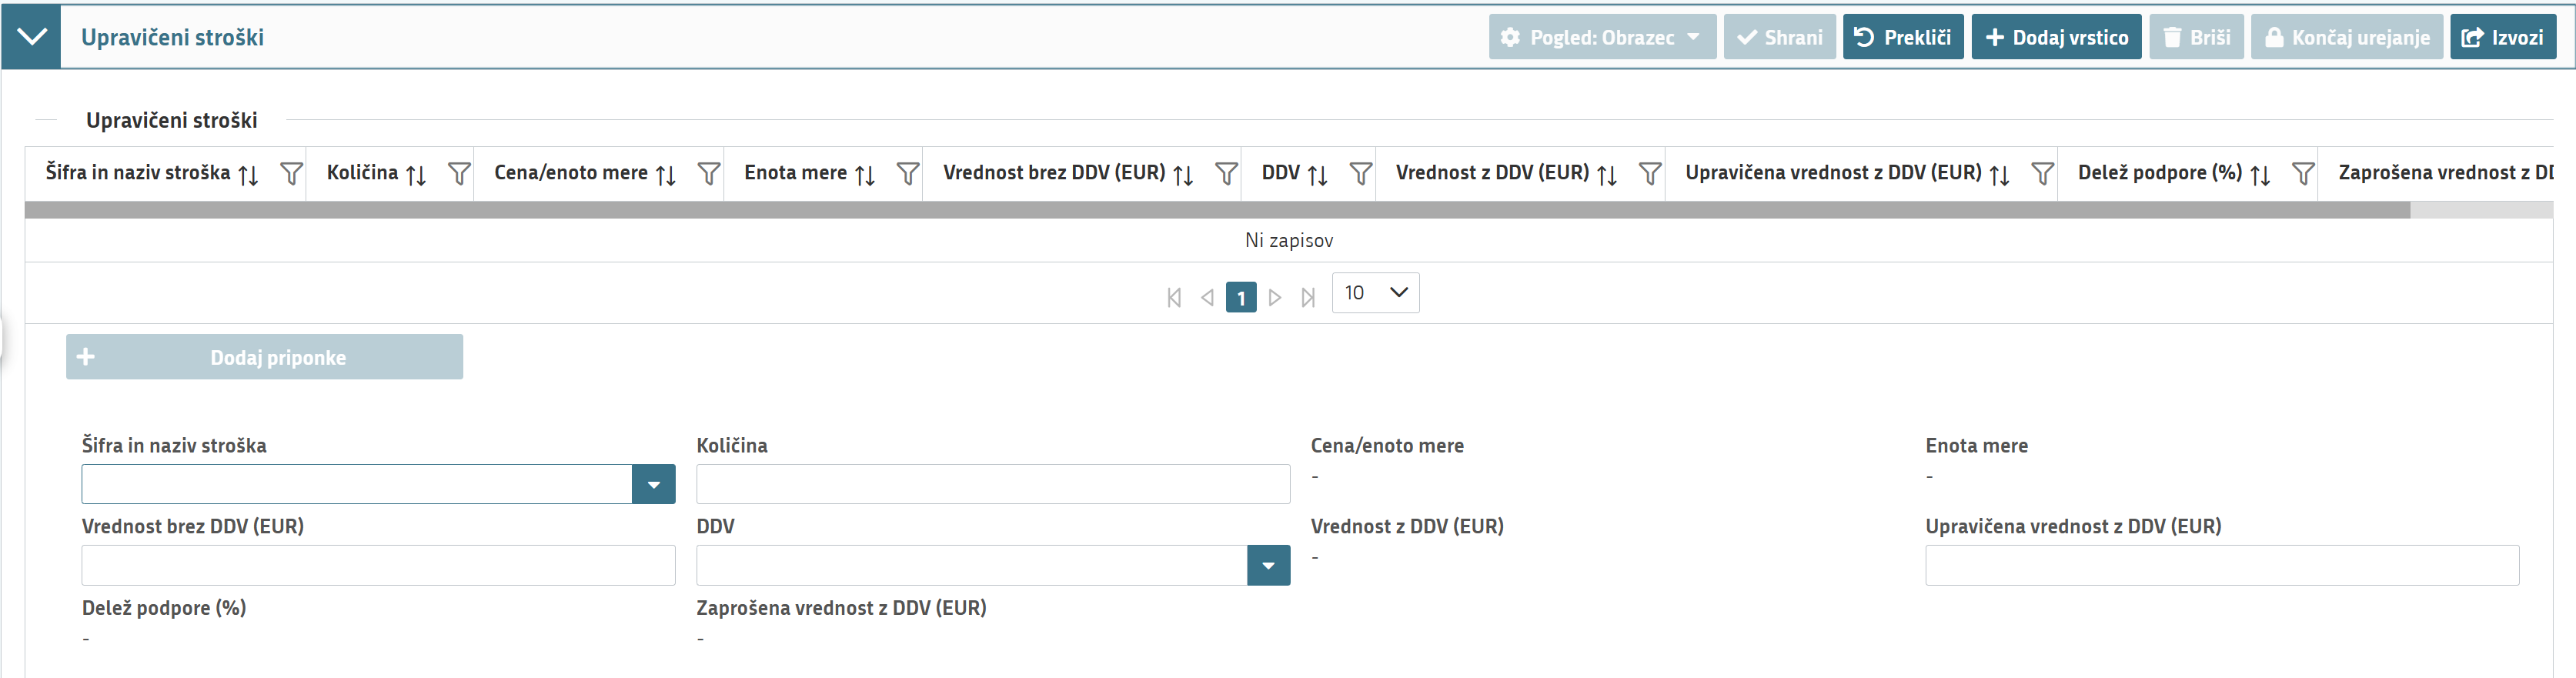 Upravičeni stroški Pogled: Obrazec Shrani Prekliči Dodaj vrstico Briši Končaj urejanje Izvozi
Upravičeni stroški
Šifra in naziv stroška Količina Cena/enoto mere Enota mere Vrednost brez DDV (EUR) DDV Vrednost z DDV (EUR) Upravičena vrednost z DDV (EUR) Delež podpore (%) Zaprošena vrednost z
Ni zapisov
1 10
Dodaj priponke
Šifra in naziv stroška Količina Cena/enoto mere Enota mere
- -
Vrednost brez DDV (EUR) DDV Vrednost z DDV (EUR) Upravičena vrednost z DDV (EUR)
-
Delež podpore (%) Zaprošena vrednost z DDV (EUR)
- -